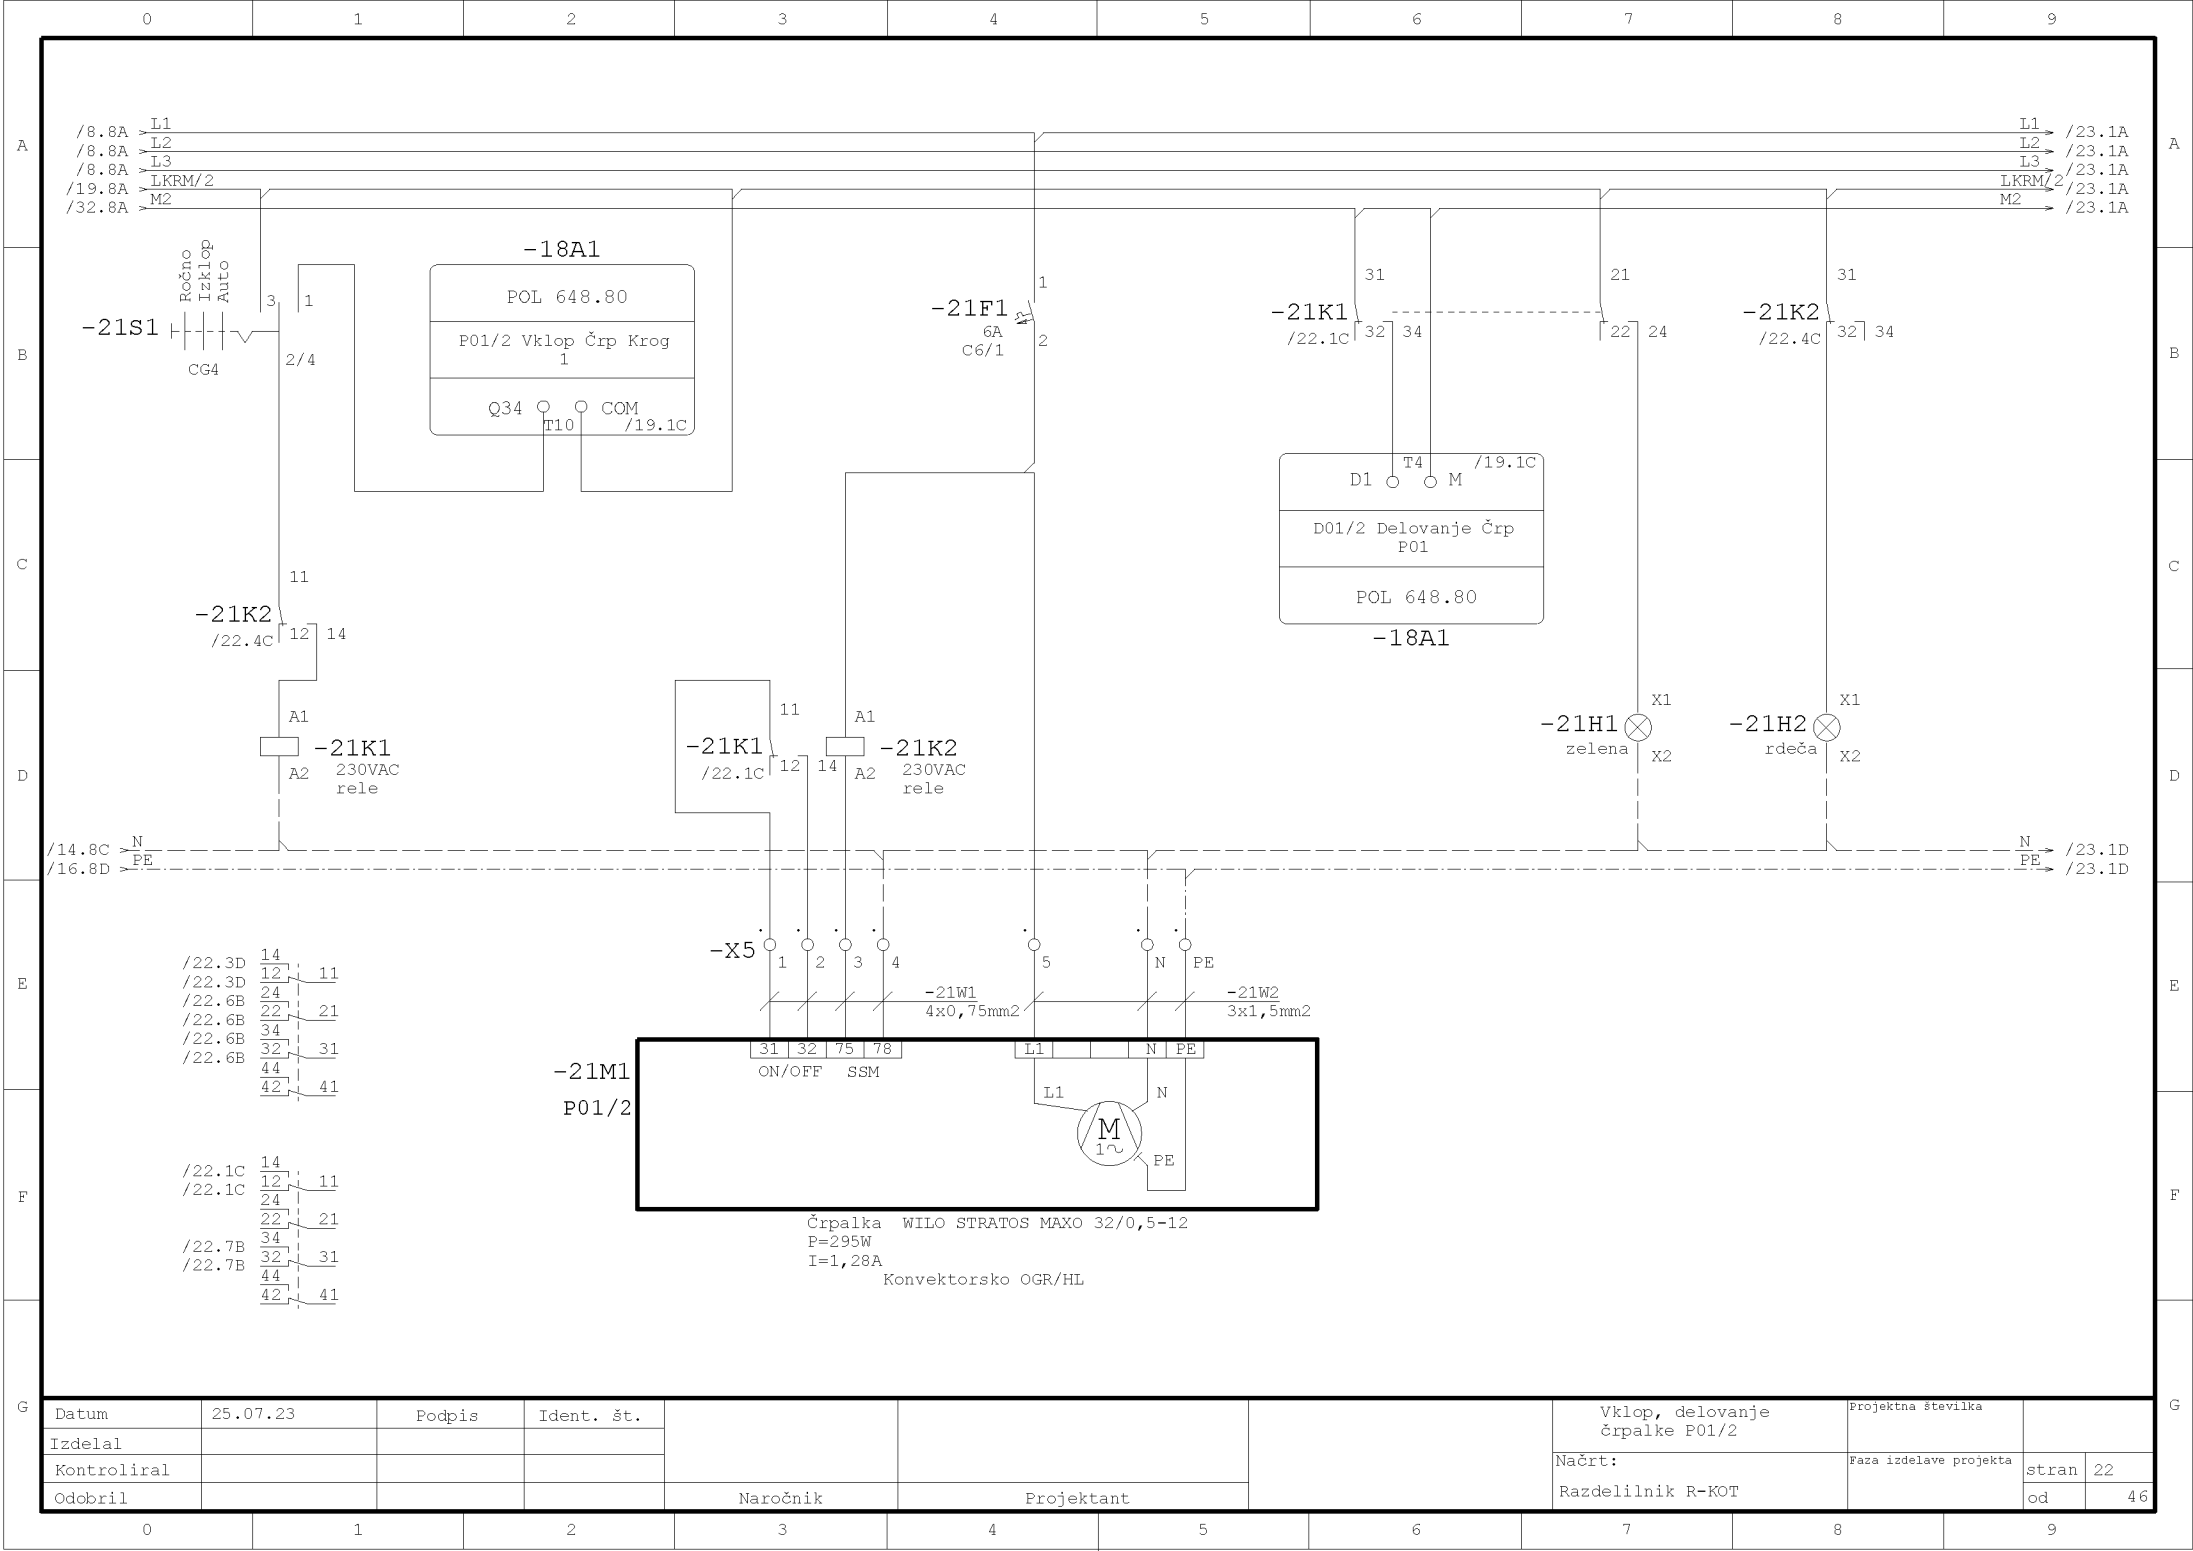 0 1 2 3 4 5 6 7 8 9
A A
B B
C C
D D
E E
F F
G G
/8.8A L1 L1 /23.1A
/8.8A L2 L2 /23.1A
/8.8A L3 L3 /23.1A
/19.8A LKRM/2 LKRM/2 /23.1A
/32.8A M2 M2 /23.1A
Ročno
Izklop
Auto
3 1
-21S1
2/4
CG4
-18A1
POL 648.80
P01/2 Vklop Črp Krog
1
Q34 COM
T10 /19.1C
1
-21F1
6A
C6/1
2
31
-21K1
/22.1C 32 34
21
22 24
31
-21K2
/22.4C 32 34
T4 /19.1C
D1 M
D01/2 Delovanje Črp
P01
POL 648.80
-18A1
11
-21K2
/22.4C 12 14
A1
-21K1
A2 230VAC
rele
11
-21K1
/22.1C 12 14
A1
-21K2
A2 230VAC
rele
X1
-21H1
zelena
X2
X1
-21H2
rdeča
X2
/14.8C N N /23.1D
/16.8D PE PE /23.1D
-X5
1 2 3 4 5 N PE
-21W1
4x0,75mm2
-21W2
3x1,5mm2
/22.3D 14
/22.3D 12 11
/22.6B 24
/22.6B 22 21
/22.6B 34
/22.6B 32 31
44
42 41
31 32 75 78 L1 N PE
-21M1
ON/OFF SSM
P01/2
L1 N
M
1~
PE
/22.1C 14
/22.1C 12 11
24
22 21
/22.7B 34
/22.7B 32 31
44
42 41
Črpalka WILO STRATOS MAXO 32/0,5-12
P=295W
I=1,28A
Konvektorsko OGR/HL
Datum 25.07.23 Podpis Ident. št.
Izdelal
Kontroliral
Odobril
Naročnik Projektant
Vklop, delovanje
črpalke P01/2
Načrt:
Razdelilnik R-KOT
Projektna številka
Faza izdelave projekta
stran 22
od 46
0 1 2 3 4 5 6 7 8 9